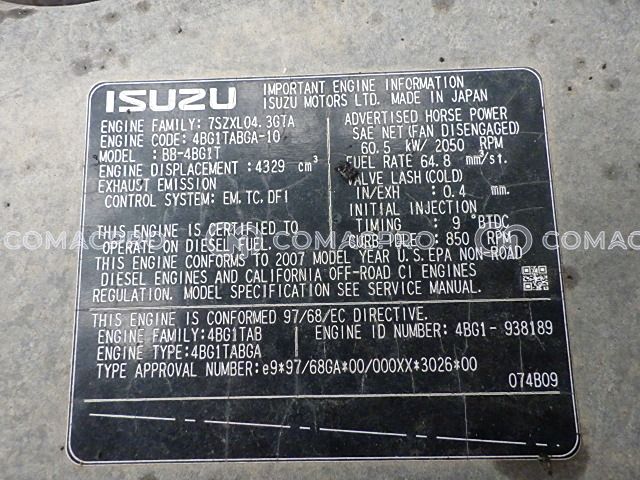 ISUZU
IMPORTANT ENGINE INFORMATION
ISUZU MOTORS LTD. MADE IN JAPAN
ENGINE FAMILY: 7SZXL04.3GTA
ENGINE CODE: 4BG1TABGA-10
MODEL: BB-4BG1T
ENGINE DISPLACEMENT: 4329 cm³
EXHAUST EMISSION
CONTROL SYSTEM: EM,TC,DFI
THIS ENGINE IS CERTIFIED TO
OPERATE ON DIESEL FUEL.
ADVERTISED HORSE POWER
SAE NET (FAN DISENGAGED)
60.5 kW/ 2050 RPM
FUEL RATE 64.8 mm³/st.
VALVE LASH (COLD)
IN/EXH : 0.4 mm.
INITIAL INJECTION
TIMING : 9 °BTDC
CURB IDLE: 850 RPM
THIS ENGINE CONFORMS TO 2007 MODEL YEAR U.S. EPA NON-ROAD
DIESEL ENGINES AND CALIFORNIA OFF-ROAD CI ENGINES
REGULATIONS. MODEL SPECIFICATION SEE SERVICE MANUAL.
THIS ENGINE IS CONFORMED 97/68/EC DIRECTIVE.
ENGINE FAMILY:4BG1TAB
ENGINE ID NUMBER: 4BG1- 938189
ENGINE TYPE:4BG1TABGA
TYPE APPROVAL NUMBER:e9*97/68GA*00/000XX*3026*00
074B09
COMAC PRO